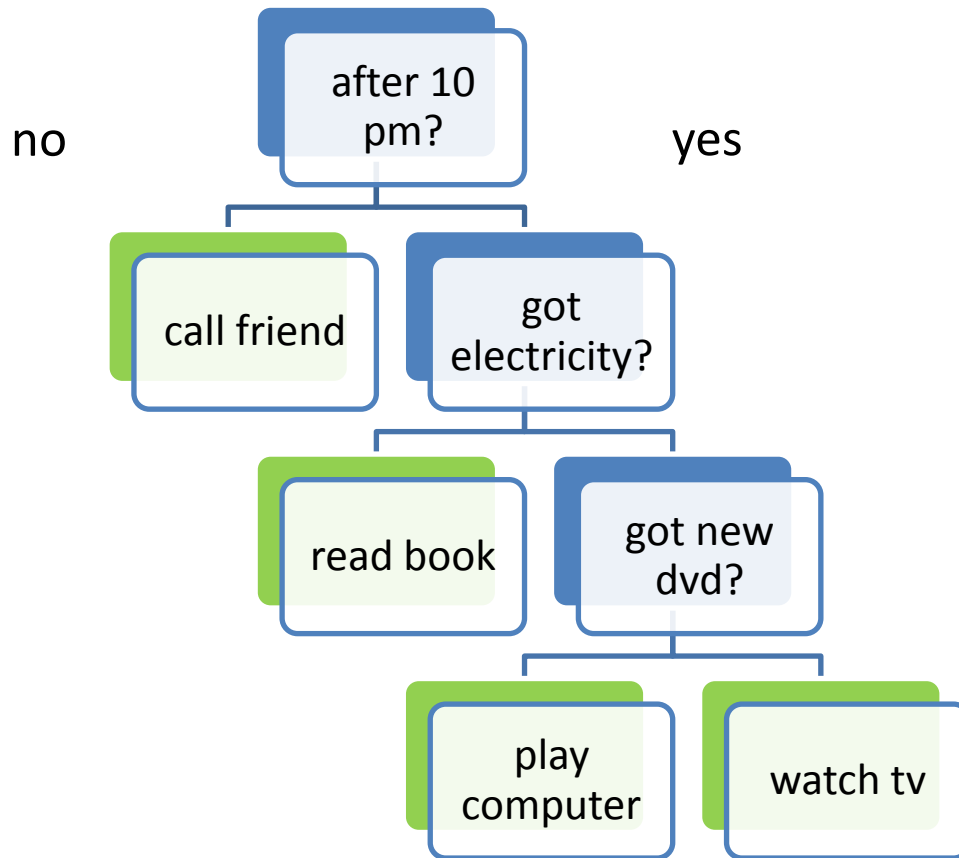 after 10
pm?
no
yes
call friend
got
electricity?
read book
got new
dvd?
play
computer
watch tv